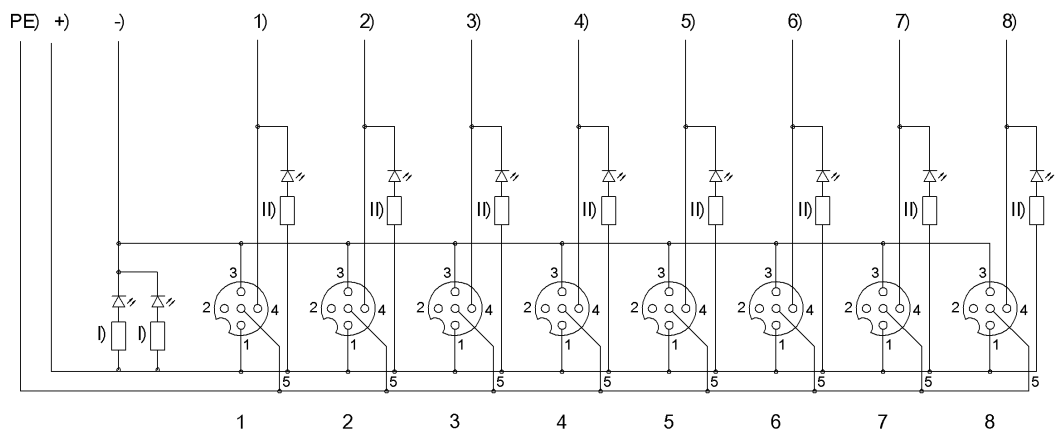 PE) +) -) 1) 2) 3) 4) 5) 6) 7) 8)
II) II) II) II) II) II) II) II)
3 3 3 3 3 3 3 3
2 4 2 4 2 4 2 4 2 4 2 4 2 4 2 4
I) I)
1 1 1 1 1 1 1 1
5 5 5 5 5 5 5 5
1 2 3 4 5 6 7 8